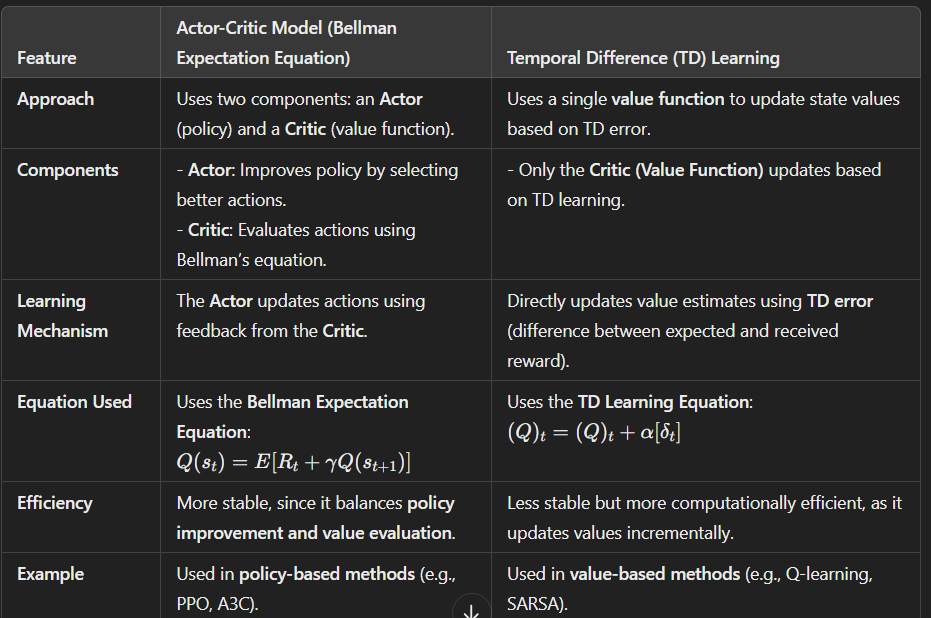 Feature
Actor-Critic Model (Bellman
Expectation Equation)
Temporal Difference (TD) Learning
Approach
Uses two components: an Actor
(policy) and a Critic (value function).
Uses a single value function to update state values
based on TD error.
Components
- Actor: Improves policy by selecting
better actions.
- Critic: Evaluates actions using
Bellman’s equation.
- Only the Critic (Value Function) updates based
on TD learning.
Learning
Mechanism
The Actor updates actions using
feedback from the Critic.
Directly updates value estimates using TD error
(difference between expected and received
reward).
Equation Used
Uses the Bellman Expectation
Equation:
Q(s_t) = E[R_t + γQ(s_{t+1})]
Uses the TD Learning Equation:
(Q)_t = (Q)_t + α[δ_t]
Efficiency
More stable, since it balances policy
improvement and value evaluation.
Less stable but more computationally efficient, as it
updates values incrementally.
Example
Used in policy-based methods (e.g.,
PPO, A3C).
Used in value-based methods (e.g., Q-learning,
SARSA).